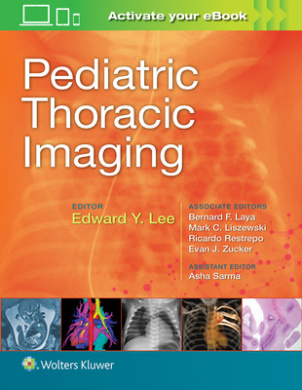 Activate your eBook
Pediatric
Thoracic
Imaging
EDITOR
Edward Y. Lee
ASSOCIATE EDITORS
Bernard F. Laya
Mark C. Liszewski
Ricardo Restrepo
Evan J. Zucker
ASSISTANT EDITOR
Asha Sarma
Wolters Kluwer